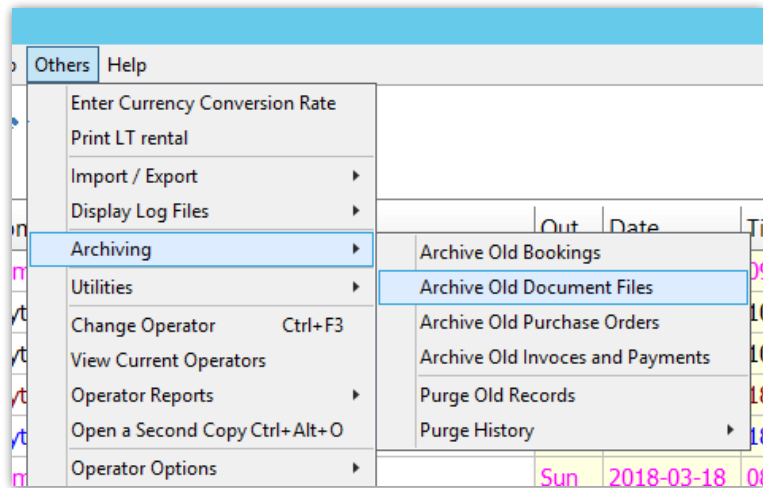 Others Help
Enter Currency Conversion Rate
Print LT rental
Import / Export
Display Log Files
Out Date
Archiving
Archive Old Bookings
Utilities
Archive Old Document Files
Change Operator Ctrl+F3
Archive Old Purchase Orders
View Current Operators
Archive Old Invoces and Payments
Operator Reports
Purge Old Records
Open a Second Copy Ctrl+Alt+O
Purge History
Operator Options
Sun 2018-03-18